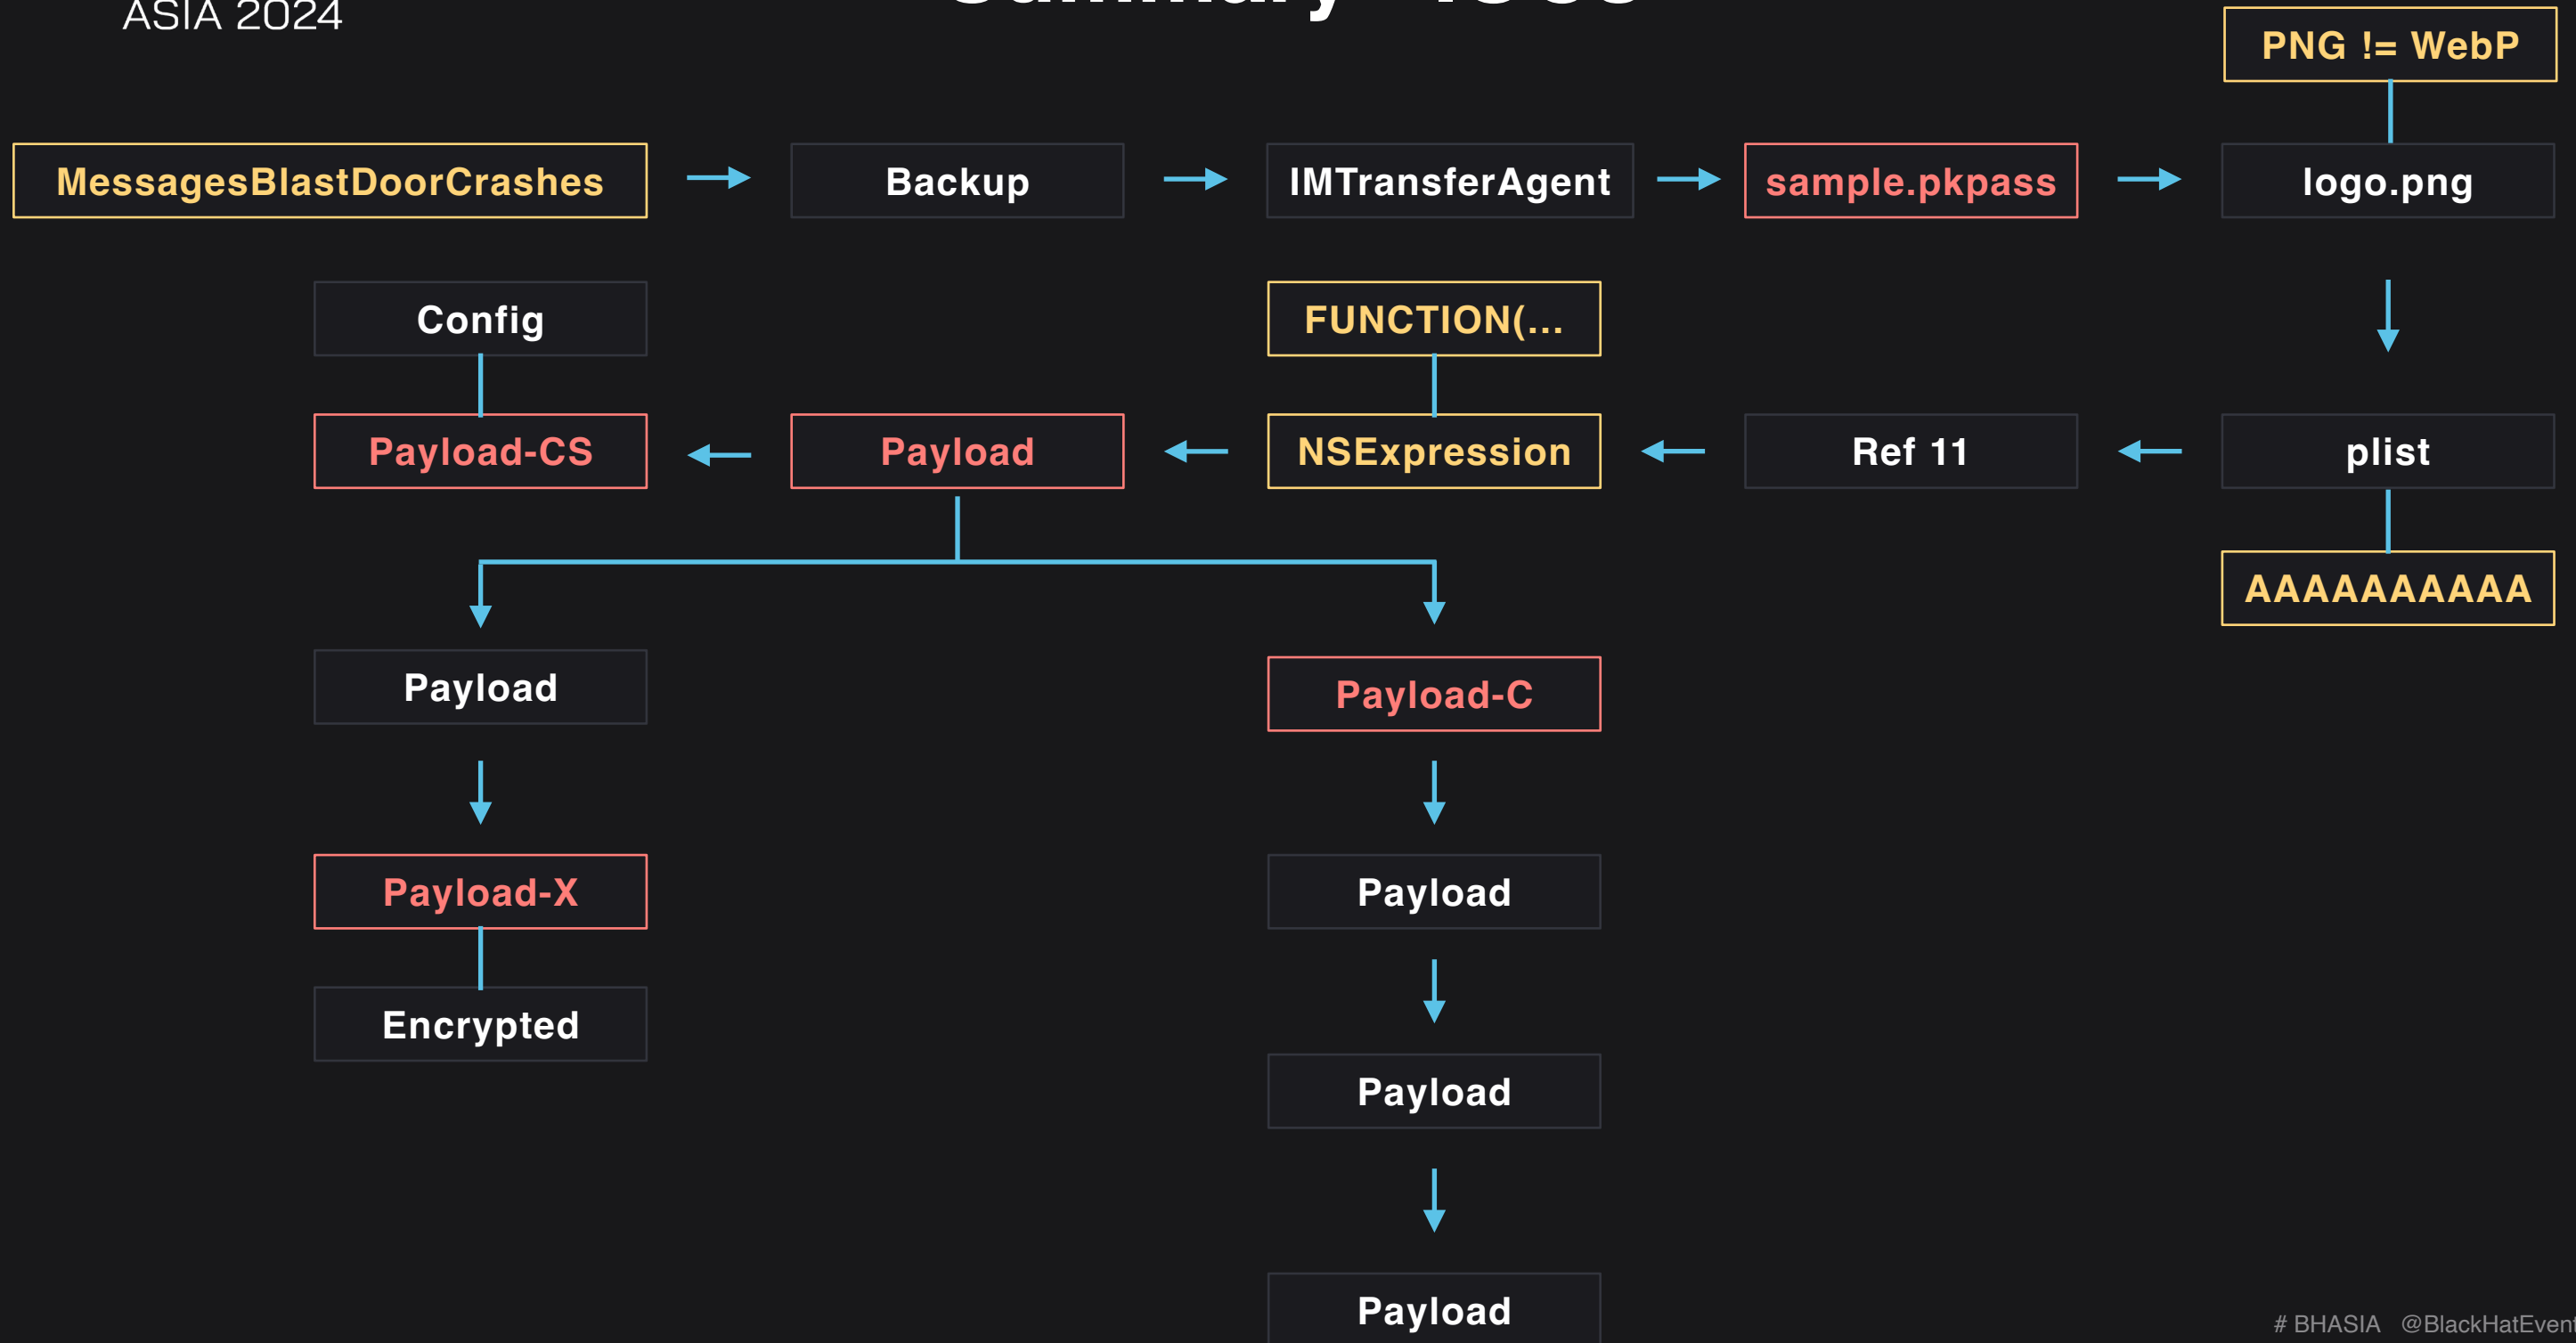 ASIA 2024
PNG != WebP
MessagesBlastDoorCrashes
Backup
IMTransferAgent
sample.pkpass
logo.png
Config
FUNCTION(...
Payload-CS
Payload
NSExpression
Ref 11
plist
AAAAAAAAAA
Payload
Payload-C
Payload-X
Payload
Encrypted
Payload
Payload
# BHASIA @BlackHatEvent